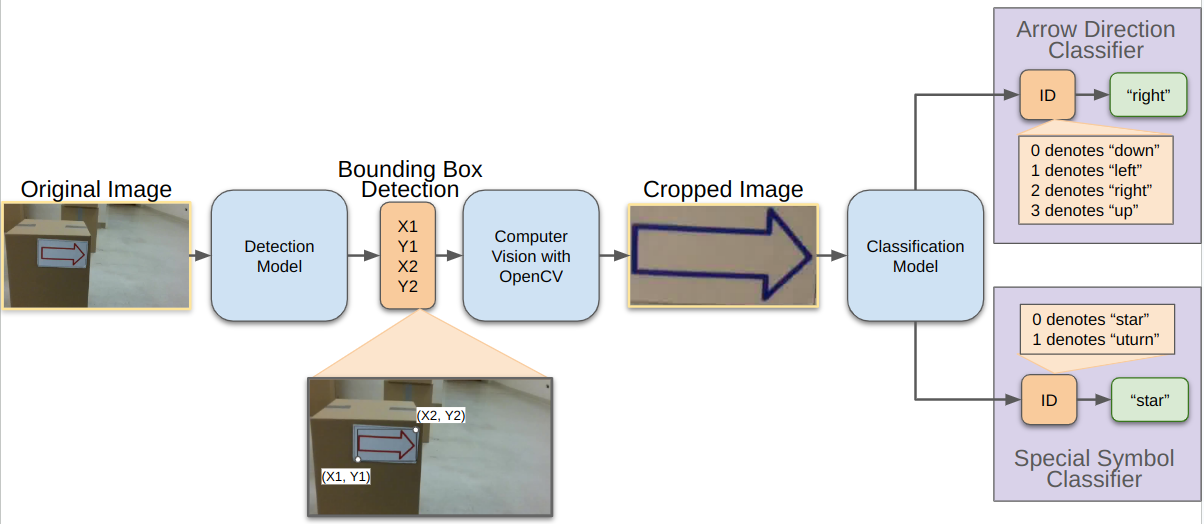 Original Image
Detection
Model
Bounding Box
Detection
X1
Y1
X2
Y2
(X2, Y2)
(X1, Y1)
Computer
Vision with
OpenCV
Cropped Image
Classification
Model
Arrow Direction
Classifier
ID
“right”
0 denotes “down”
1 denotes “left”
2 denotes “right”
3 denotes “up”
0 denotes “star”
1 denotes “uturn”
ID
“star”
Special Symbol
Classifier